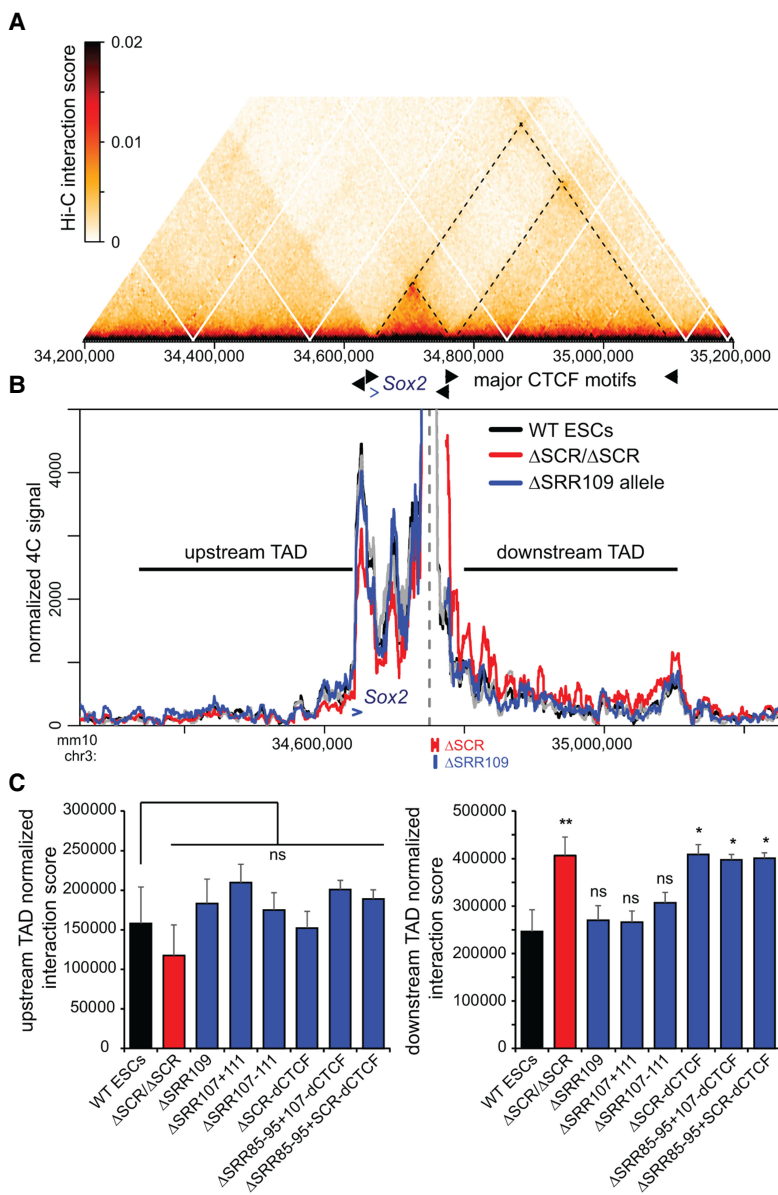 A
Hi-C interaction score
0.02
0.01
0
34,200,000 34,400,000 34,600,000 34,800,000 35,000,000 35,200,000
> Sox2 major CTCF motifs
B
normalized 4C signal
4000
2000
0
WT ESCs
ΔSCR/ΔSCR
ΔSRR109 allele
upstream TAD
downstream TAD
> Sox2
mm10
chr3:
34,600,000 35,000,000
ΔSCR
ΔSRR109
C
upstream TAD normalized
interaction score
300000
250000
200000
150000
100000
50000
0
ns
WT ESCs
ΔSCR/ΔSCR
ΔSRR109
ΔSRR107+111
ΔSRR107-111
ΔSCR-dCTCF
ΔSRR85-95+107-dCTCF
ΔSRR85-95+SCR-dCTCF
downstream TAD normalized
interaction score
500000
400000
300000
200000
100000
0
** ns ns ns * * *
WT ESCs
ΔSCR/ΔSCR
ΔSRR109
ΔSRR107+111
ΔSRR107-111
ΔSCR-dCTCF
ΔSRR85-95+107-dCTCF
ΔSRR85-95+SCR-dCTCF